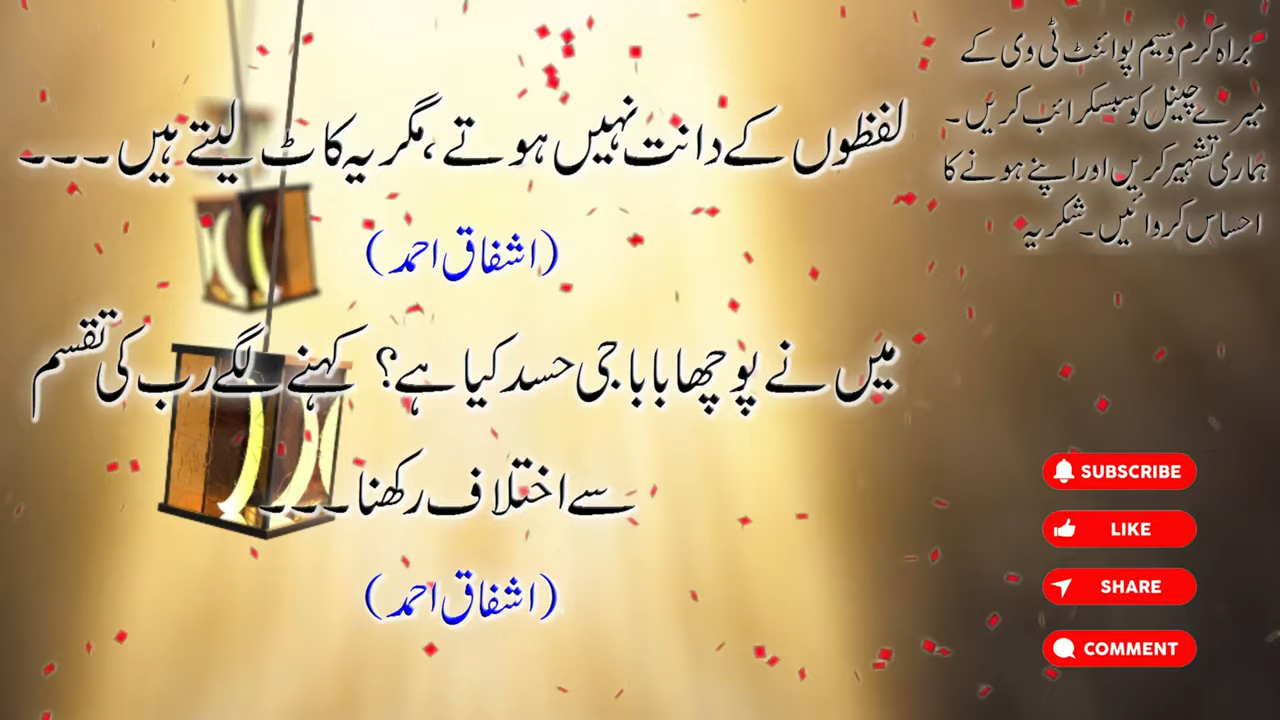 لفظوں کے دانت نہیں ہوتے، مگر یہ کاٹ لیتے ہیں۔۔۔۔
(اشفاق احمد)
میں نے پوچھا بابا جی حسد کیا ہے؟ کہنے لگے رب کی تقسم
سے اختلاف رکھنا۔۔۔۔
(اشفاق احمد)
براہ کرم وسیم پوائنٹ ٹی وی کے
میرے چینل کو سبسکرائب کریں۔
ہماری تشہیر کریں اور اپنے ہونے کا
احساس کروائیں۔ شکریہ
SUBSCRIBE
LIKE
SHARE
COMMENT